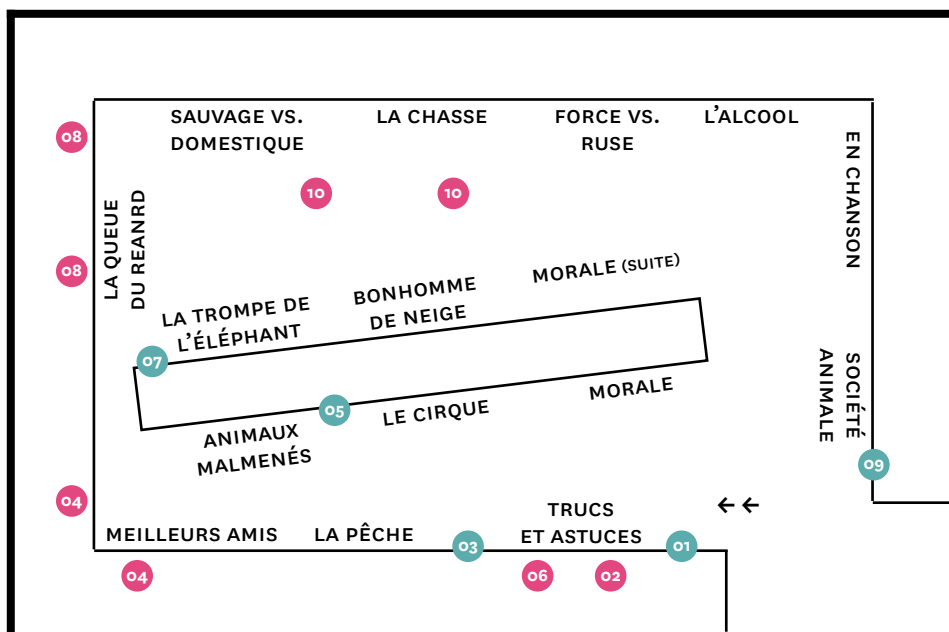 SAUVAGE VS.
DOMESTIQUE
LA CHASSE
FORCE VS.
RUSE
L'ALCOOL
08
10
10
EN CHANSON
LA QUEUE
DU REANRD
08
MORALE (SUITE)
BONHOMME
DE NEIGE
LA TROMPE DE
L'ÉLÉPHANT
07
05
LE CIRQUE
MORALE
ANIMAUX
MALMENÉS
SOCIÉTÉ
ANIMALE
09
04
MEILLEURS AMIS
LA PÊCHE
03
TRUCS
ET ASTUCES
01
←←
04
06
02